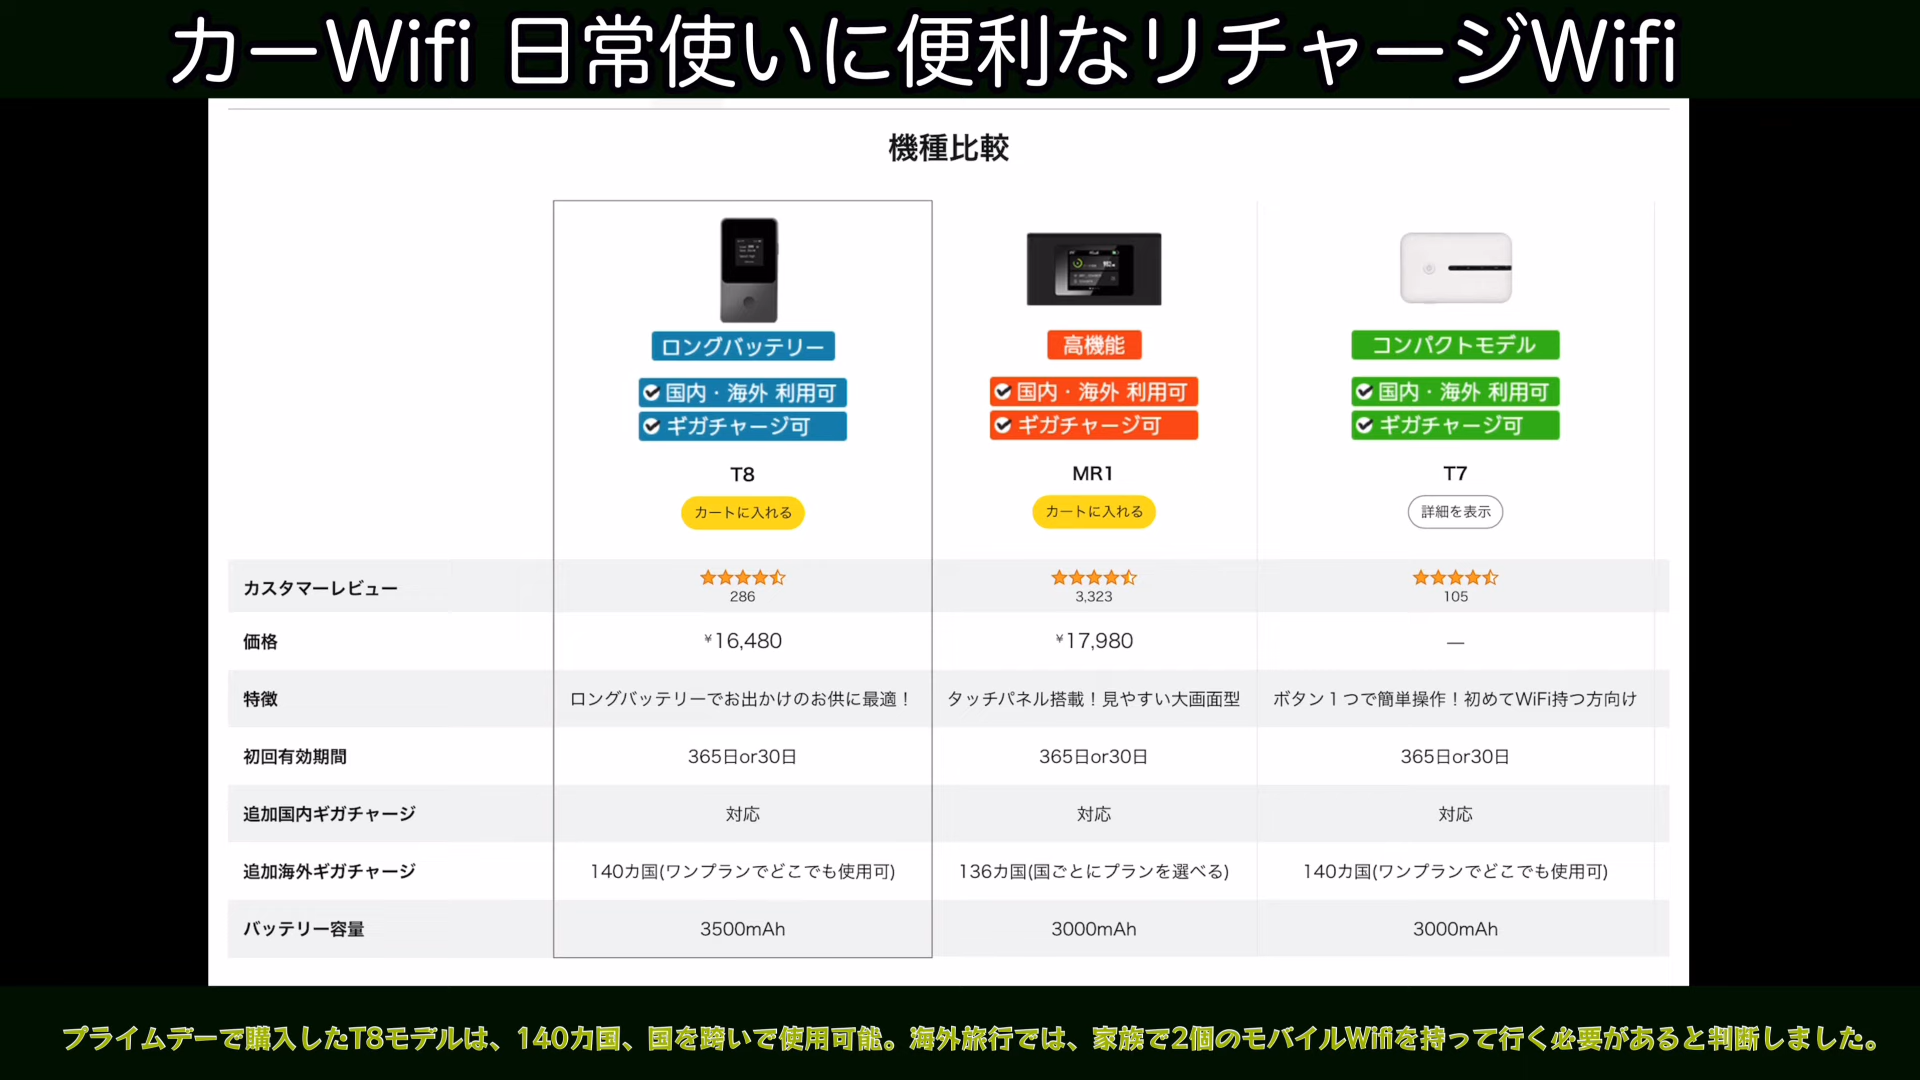 カーWifi 日常使いに便利なリチャージWifi
機種比較
ロングバッテリー
国内・海外 利用可
ギガチャージ可
T8
カートに入れる
高機能
国内・海外 利用可
ギガチャージ可
MR1
カートに入れる
コンパクトモデル
国内・海外 利用可
ギガチャージ可
T7
詳細を表示
カスタマーレビュー 286 3,323 105
価格 ¥16,480 ¥17,980 —
特徴 ロングバッテリーでお出かけのお供に最適！ タッチパネル搭載！見やすい大画面型 ボタン１つで簡単操作！初めてWiFi持つ方向け
初回有効期間 365日or30日 365日or30日 365日or30日
追加国内ギガチャージ 対応 対応 対応
追加海外ギガチャージ 140カ国(ワンプランでどこでも使用可) 136カ国(国ごとにプランを選べる) 140カ国(ワンプランでどこでも使用可)
バッテリー容量 3500mAh 3000mAh 3000mAh
プライムデーで購入したT8モデルは、140カ国、国を跨いで使用可能。海外旅行では、家族で2個のモバイルWifiを持って行く必要があると判断しました。